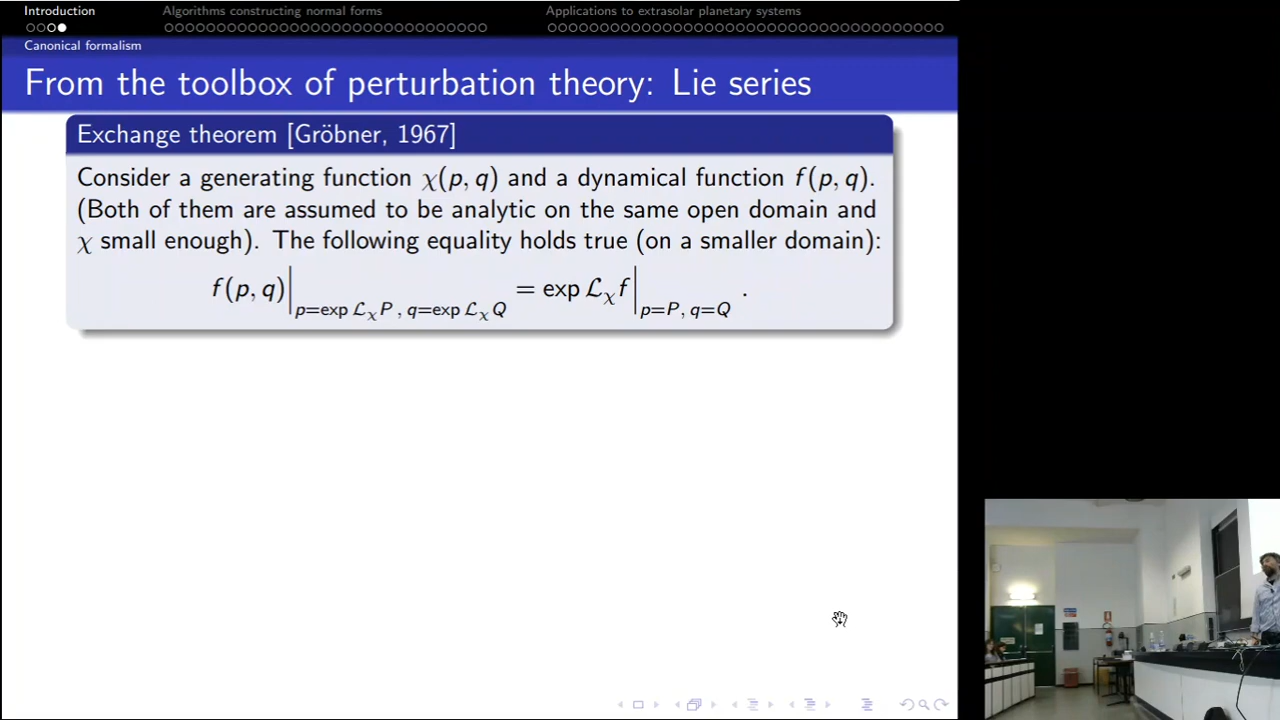 Introduction
Algorithms constructing normal forms
Applications to extrasolar planetary systems
Canonical formalism
From the toolbox of perturbation theory: Lie series
Exchange theorem [Gröbner, 1967]
Consider a generating function χ(p, q) and a dynamical function f(p, q).
(Both of them are assumed to be analytic on the same open domain and
χ small enough). The following equality holds true (on a smaller domain):
f(p, q)|p=exp ℒχP , q=exp ℒχQ = exp ℒχf|p=P, q=Q .